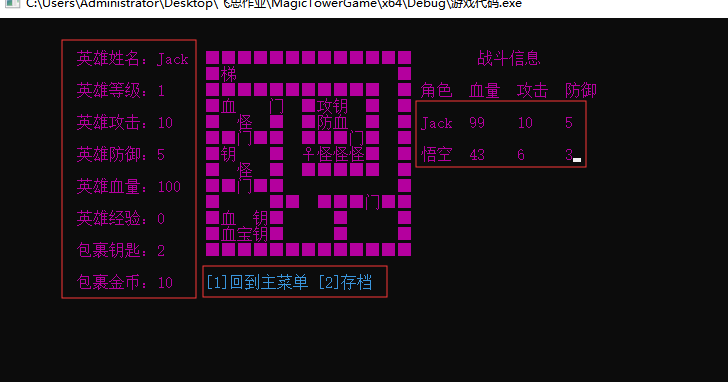 C:\Users\Administrator\Desktop\飞思作业\MagicTowerGame\x64\Debug\游戏代码.exe
英雄姓名：Jack
英雄等级：1
英雄攻击：10
英雄防御：5
英雄血量：100
英雄经验：0
包裹钥匙：2
包裹金币：10
■■■■■■■■■■■■■
■梯 ■
■■■■■■■■■■■■■
■血 门 ■攻钥 ■ ■
■ 怪 ■ ■防血 ■ ■
■■门■■ ■■■门■ ■
■钥 ■ ♀怪怪怪■ ■
■ 怪 ■ ■■■■■ ■
■■门■■ ■
■ ■■ ■■■门■■
■血 钥■ ■ ■
■血宝钥■ ■ ■
■■■■■■■■■■■■■
[1]回到主菜单 [2]存档
战斗信息
角色 血量 攻击 防御
Jack 99 10 5
悟空 43 6 3